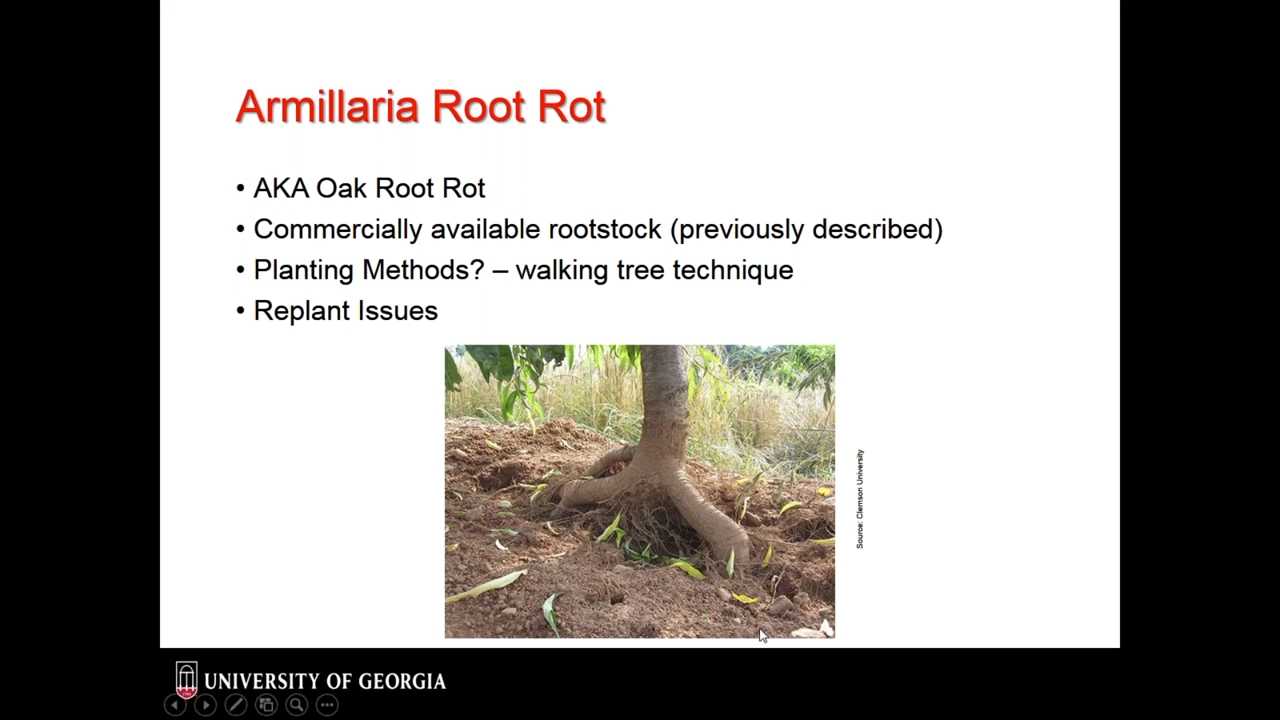 Armillaria Root Rot
• AKA Oak Root Rot
• Commercially available rootstock (previously described)
• Planting Methods? – walking tree technique
• Replant Issues
Source: Clemson University
UNIVERSITY OF GEORGIA